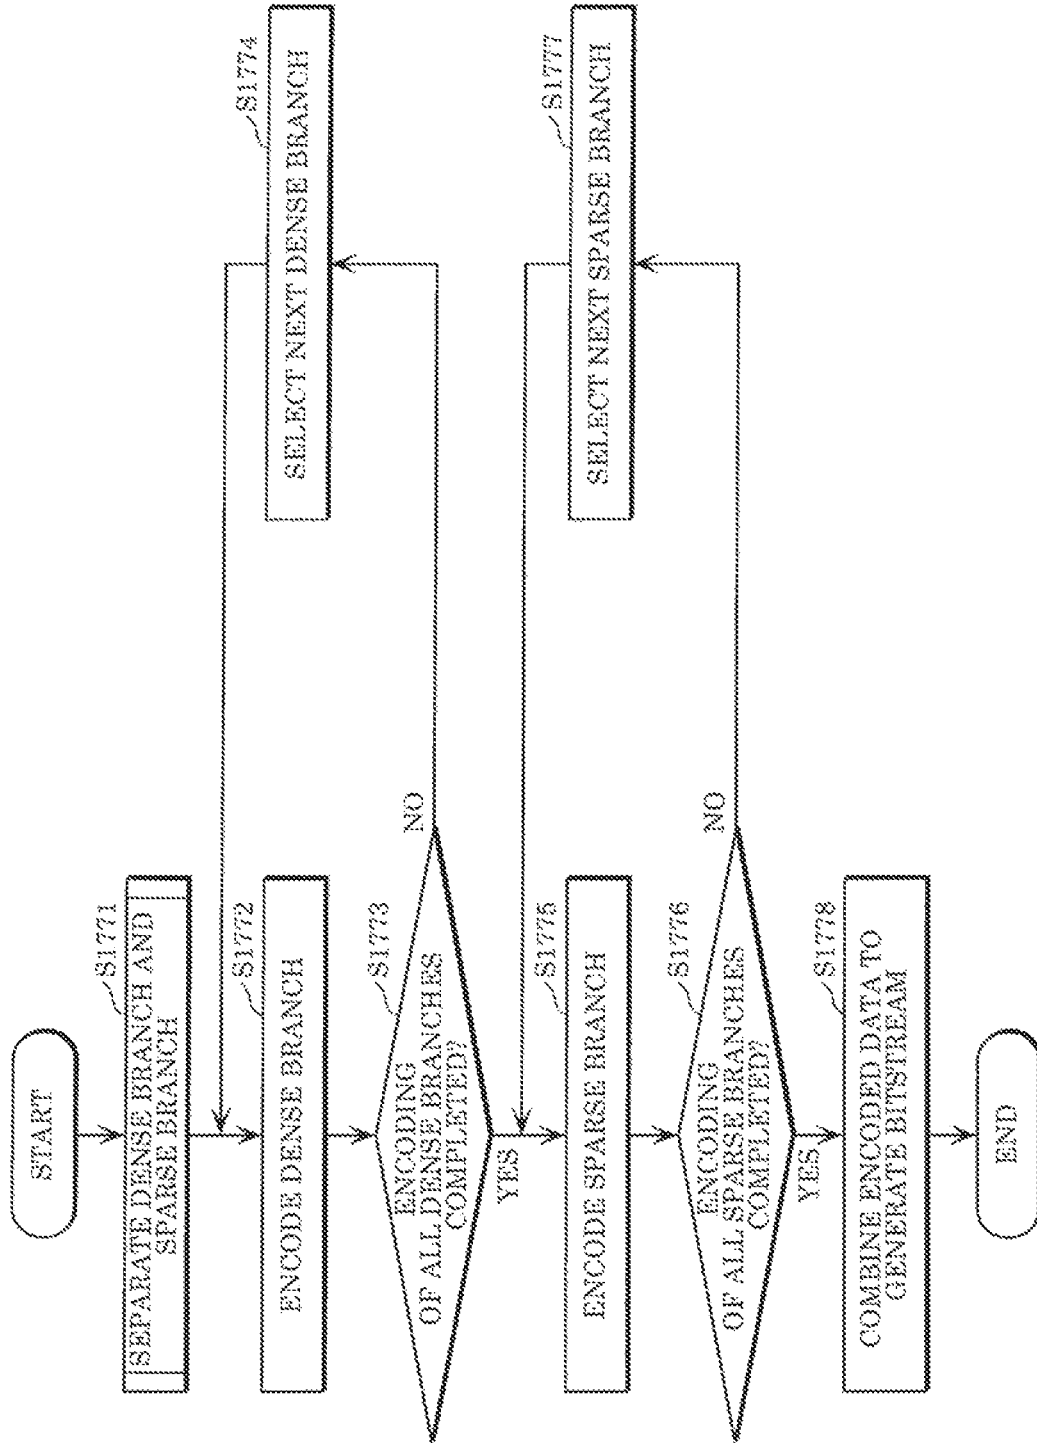 START
S1771
SEPARATE DENSE BRANCH AND
SPARSE BRANCH
S1772
ENCODE DENSE BRANCH
S1773
ENCODING
OF ALL DENSE BRANCHES
COMPLETED?
NO
S1774
SELECT NEXT DENSE BRANCH
YES
S1775
ENCODE SPARSE BRANCH
S1776
ENCODING
OF ALL SPARSE BRANCHES
COMPLETED?
NO
S1777
SELECT NEXT SPARSE BRANCH
YES
S1778
COMBINE ENCODED DATA TO
GENERATE BITSTREAM
END